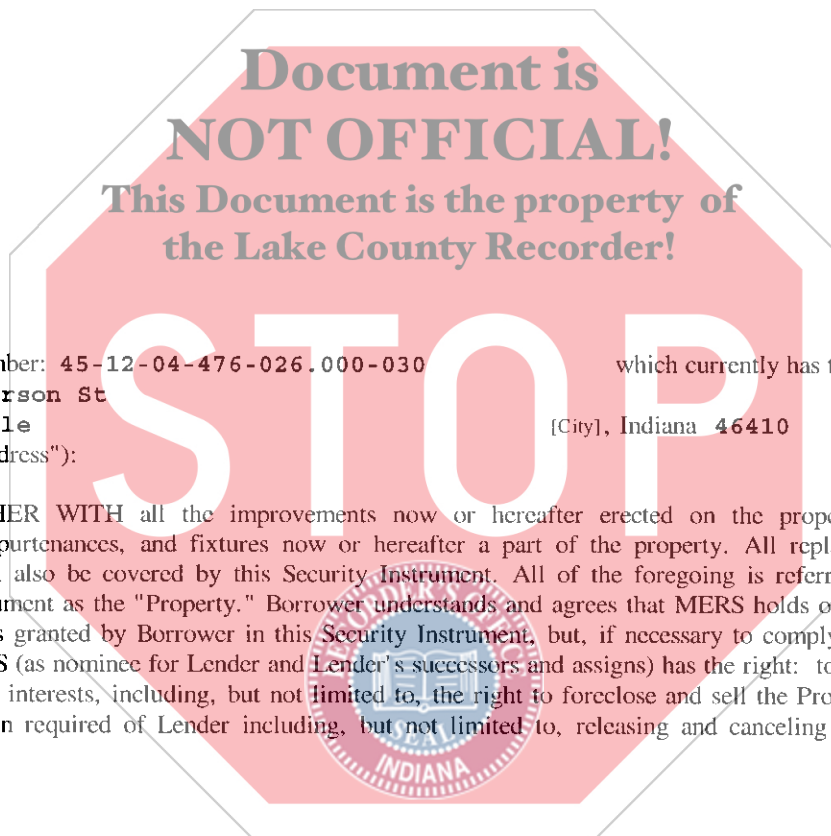 Document is
NOT OFFICIAL!
This Document is the property of
the Lake County Recorder!
STOP
nber: 45-12-04-476-026.000-030 which currently has t
rson St
le [City], Indiana 46410
dress"):
HER WITH all the improvements now or hereafter erected on the prope
purtenances, and fixtures now or hereafter a part of the property. All repl
also be covered by this Security Instrument. All of the foregoing is referr
ument as the "Property." Borrower understands and agrees that MERS holds o
s granted by Borrower in this Security Instrument, but, if necessary to comply
S (as nominee for Lender and Lender's successors and assigns) has the right: to
interests, including, but not limited to, the right to foreclose and sell the Pro
n required of Lender including, but not limited to, releasing and canceling
RECORDER'S OFFICE
SEAL
INDIANA